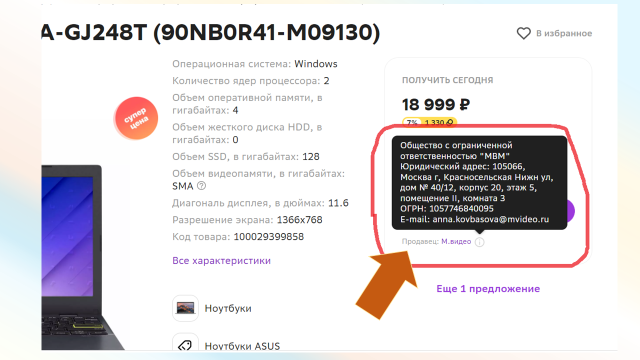 A-GJ248T (90NB0R41-M09130)
В избранное
Операционная система: Windows
Количество ядер процессора: 2
Объем оперативной памяти, в
гигабайтах: 4
Объем жесткого диска HDD, в
гигабайтах: 0
Объем SSD, в гигабайтах: 128
Объем видеопамяти, в гигабайтах:
SMA
Диагональ дисплея, в дюймах: 11.6
Разрешение экрана: 1366x768
Код товара: 100029399858
Все характеристики
Ноутбуки
Ноутбуки ASUS
супер
цена
ПОЛУЧИТЬ СЕГОДНЯ
18 999 ₽
7% 1 330
Общество с ограниченной
ответственностью "МВМ"
Юридический адрес: 105066,
Москва г, Красносельская Нижн ул,
дом № 40/12, корпус 20, этаж 5,
помещение II, комната 3
ОГРН: 1057746840095
E-mail: anna.kovbasova@mvideo.ru
Продавец: М.видео
Еще 1 предложение